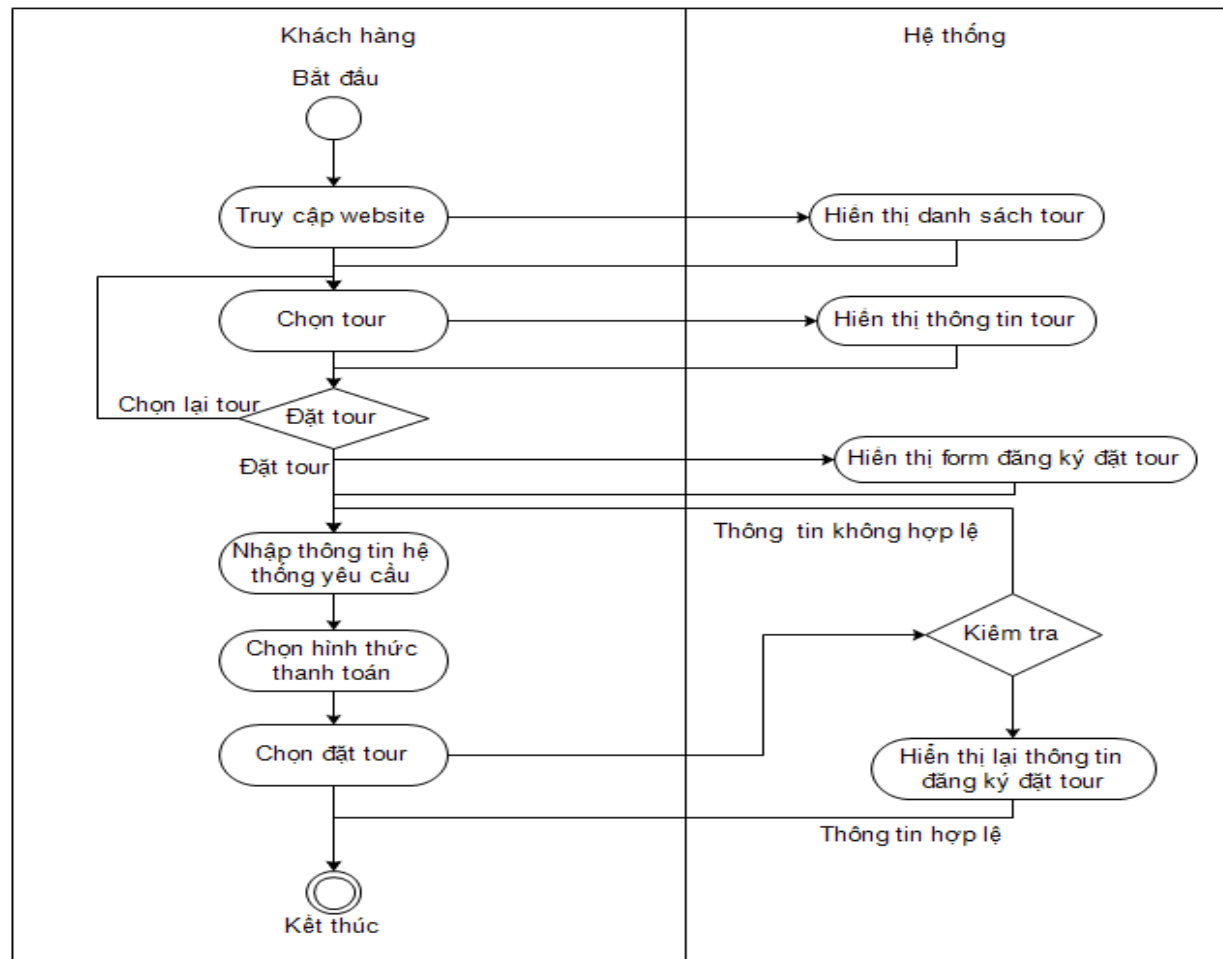 Khách hàng
Hệ thống
Bắt đầu
Truy cập website
Hiển thị danh sách tour
Chọn tour
Hiển thị thông tin tour
Chọn lại tour
Đặt tour
Đặt tour
Hiển thị form đăng ký đặt tour
Thông tin không hợp lệ
Nhập thông tin hệ
thống yêu cầu
Kiêm tra
Chọn hình thức
thanh toán
Chọn đặt tour
Hiển thị lại thông tin
đăng ký đặt tour
Thông tin hợp lệ
Kết thúc